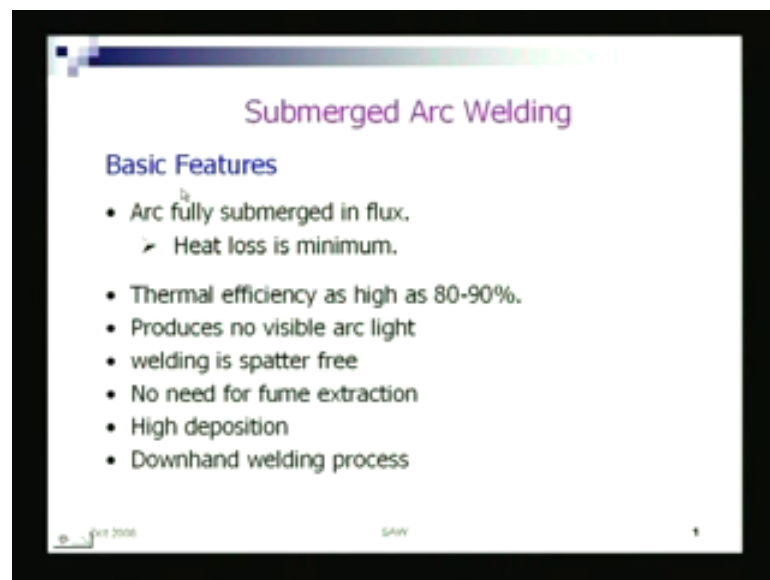 Submerged Arc Welding
Basic Features
• Arc fully submerged in flux.
➢ Heat loss is minimum.
• Thermal efficiency as high as 80-90%.
• Produces no visible arc light
• welding is spatter free
• No need for fume extraction
• High deposition
• Downhand welding process
Oct 2008 SAW 1